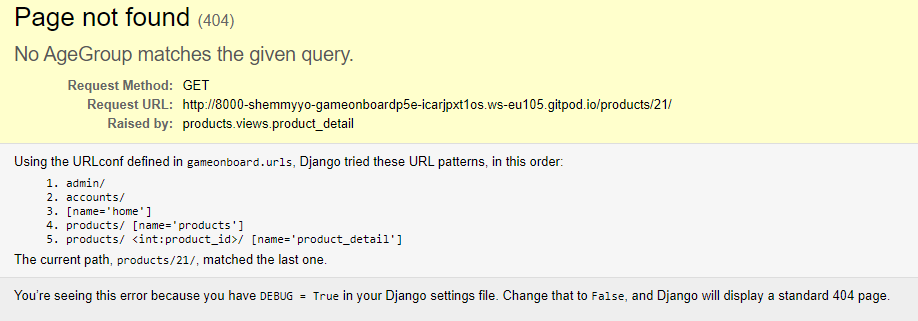 Page not found (404)
No AgeGroup matches the given query.
Request Method: GET
Request URL: http://8000-shemmyyo-gameonboardp5e-icarjpxt1os.ws-eu105.gitpod.io/products/21/
Raised by: products.views.product_detail
Using the URLconf defined in gameonboard.urls, Django tried these URL patterns, in this order:
1. admin/
2. accounts/
3. [name='home']
4. products/ [name='products']
5. products/ <int:product_id>/ [name='product_detail']
The current path, products/21/, matched the last one.
You're seeing this error because you have DEBUG = True in your Django settings file. Change that to False, and Django will display a standard 404 page.